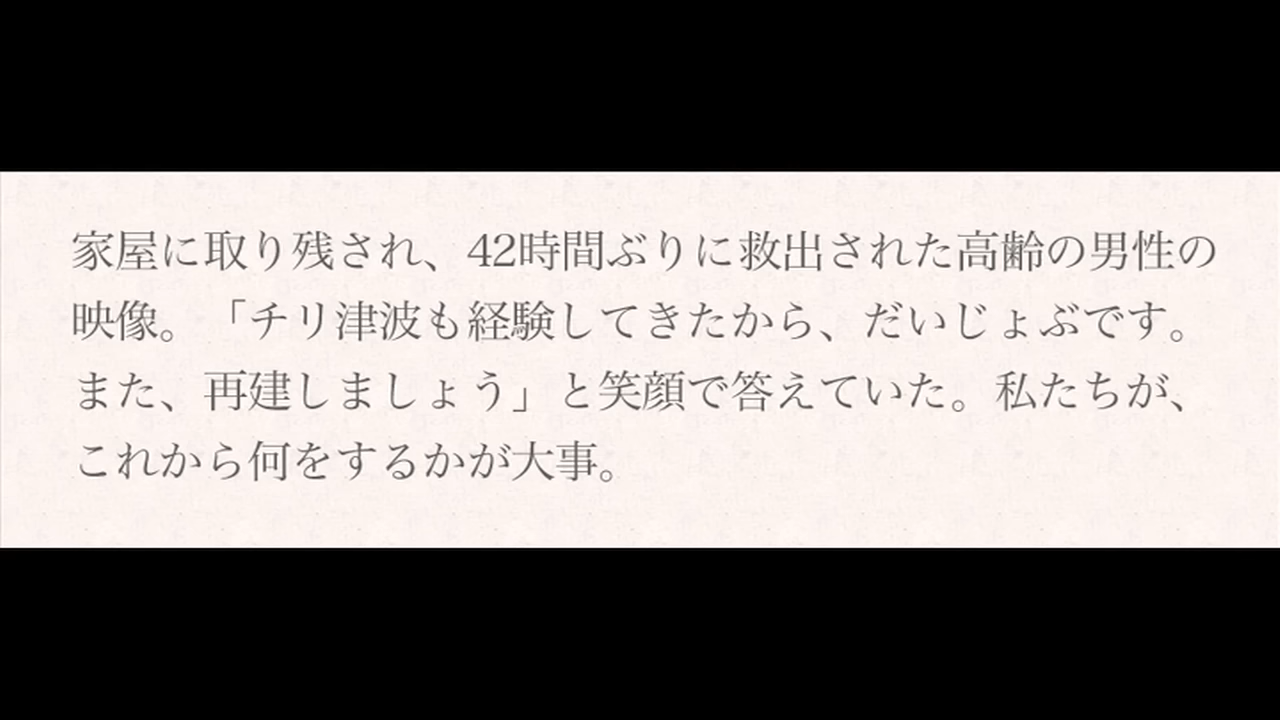 家屋に取り残され、42時間ぶりに救出された高齢の男性の
映像。「チリ津波も経験してきたから、だいじょぶです。
また、再建しましょう」と笑顔で答えていた。私たちが、
これから何をするかが大事。